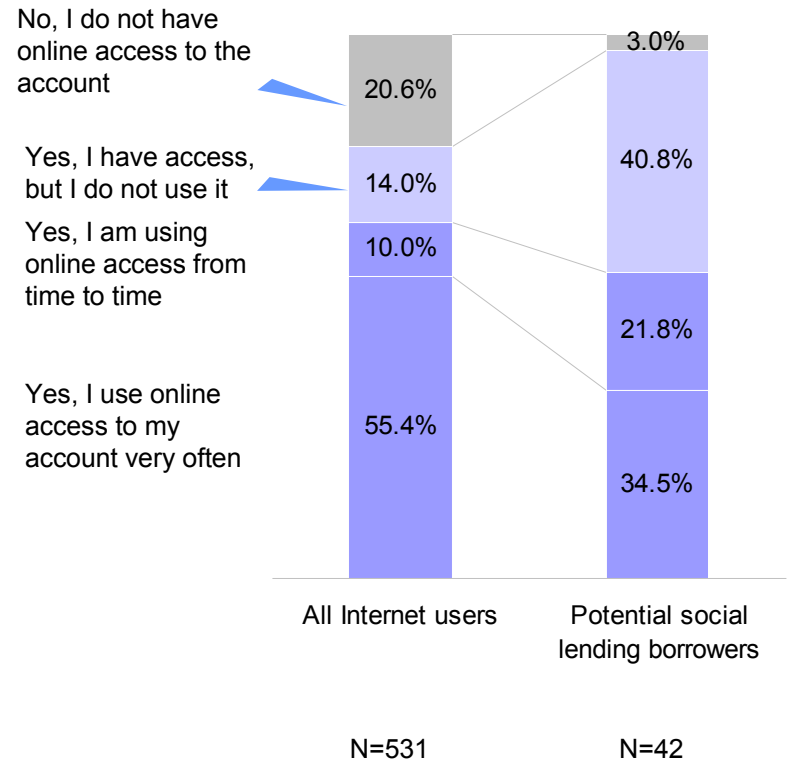 No, I do not have
online access to the
account
Yes, I have access,
but I do not use it
Yes, I am using
online access from
time to time
Yes, I use online
access to my
account very often
20.6%
14.0%
10.0%
55.4%
3.0%
40.8%
21.8%
34.5%
All Internet users
Potential social
lending borrowers
N=531
N=42